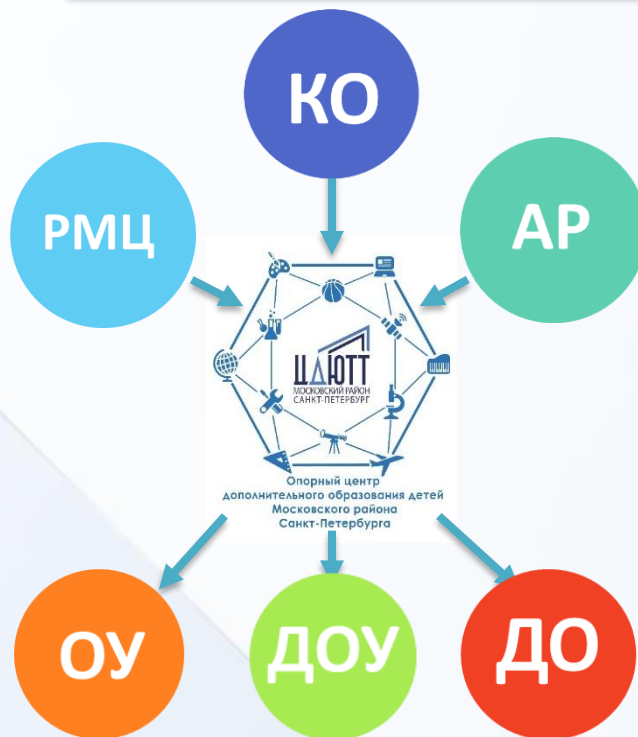 КО
РМЦ
АР
ЦДЮТТ
МОСКОВСКИЙ РАЙОН
САНКТ-ПЕТЕРБУРГ
Опорный центр
дополнительного образования детей
Московского района
Санкт-Петербурга
ОУ
ДОУ
ДО